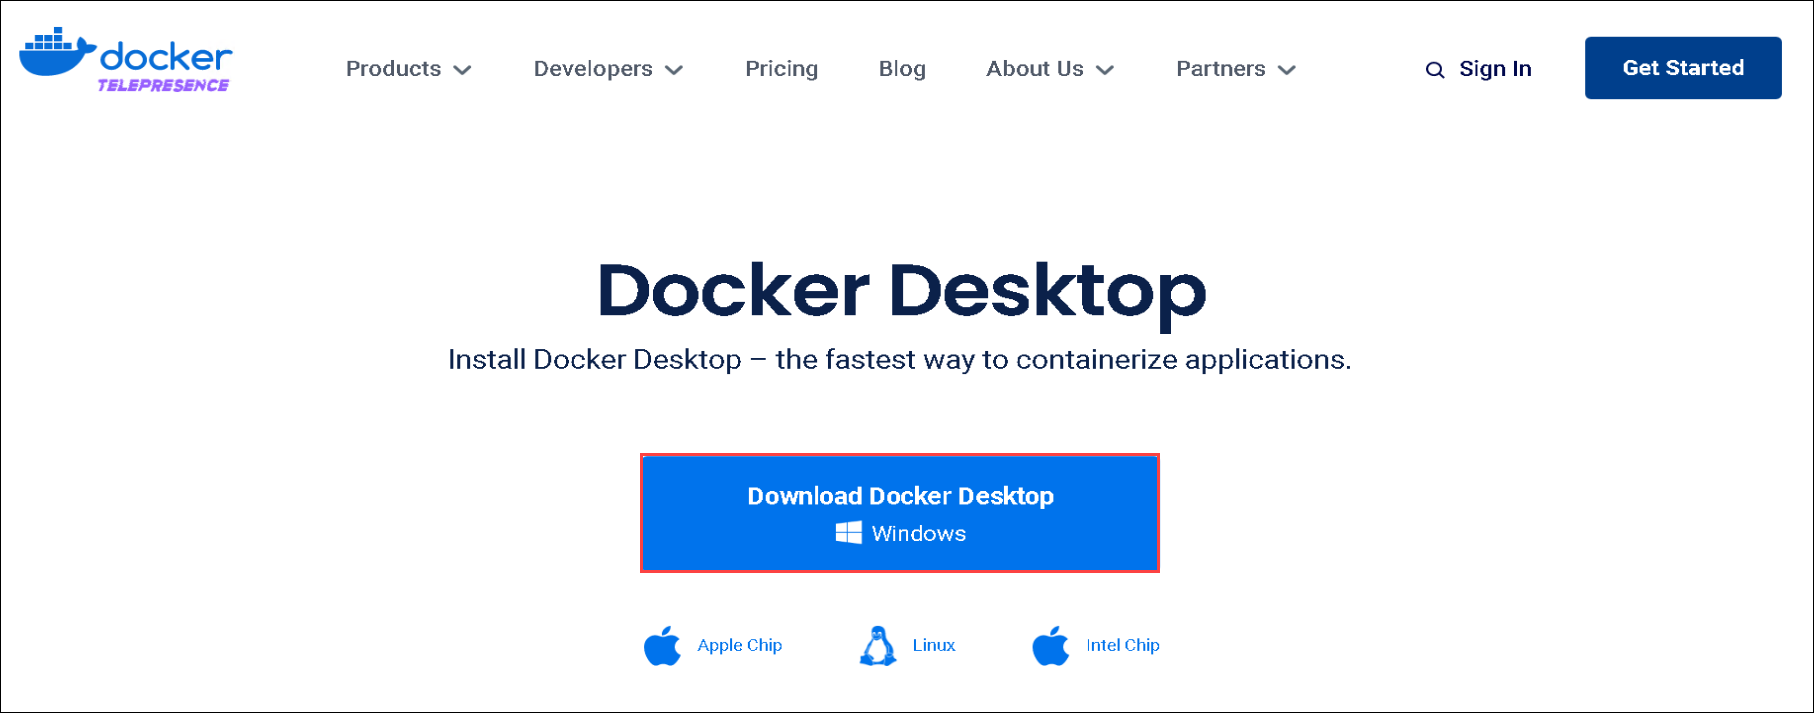 docker
TELEPRESENCE
Products Developers Pricing Blog About Us Partners Sign In Get Started
Docker Desktop
Install Docker Desktop – the fastest way to containerize applications.
Download Docker Desktop
Windows
Apple Chip Linux Intel Chip